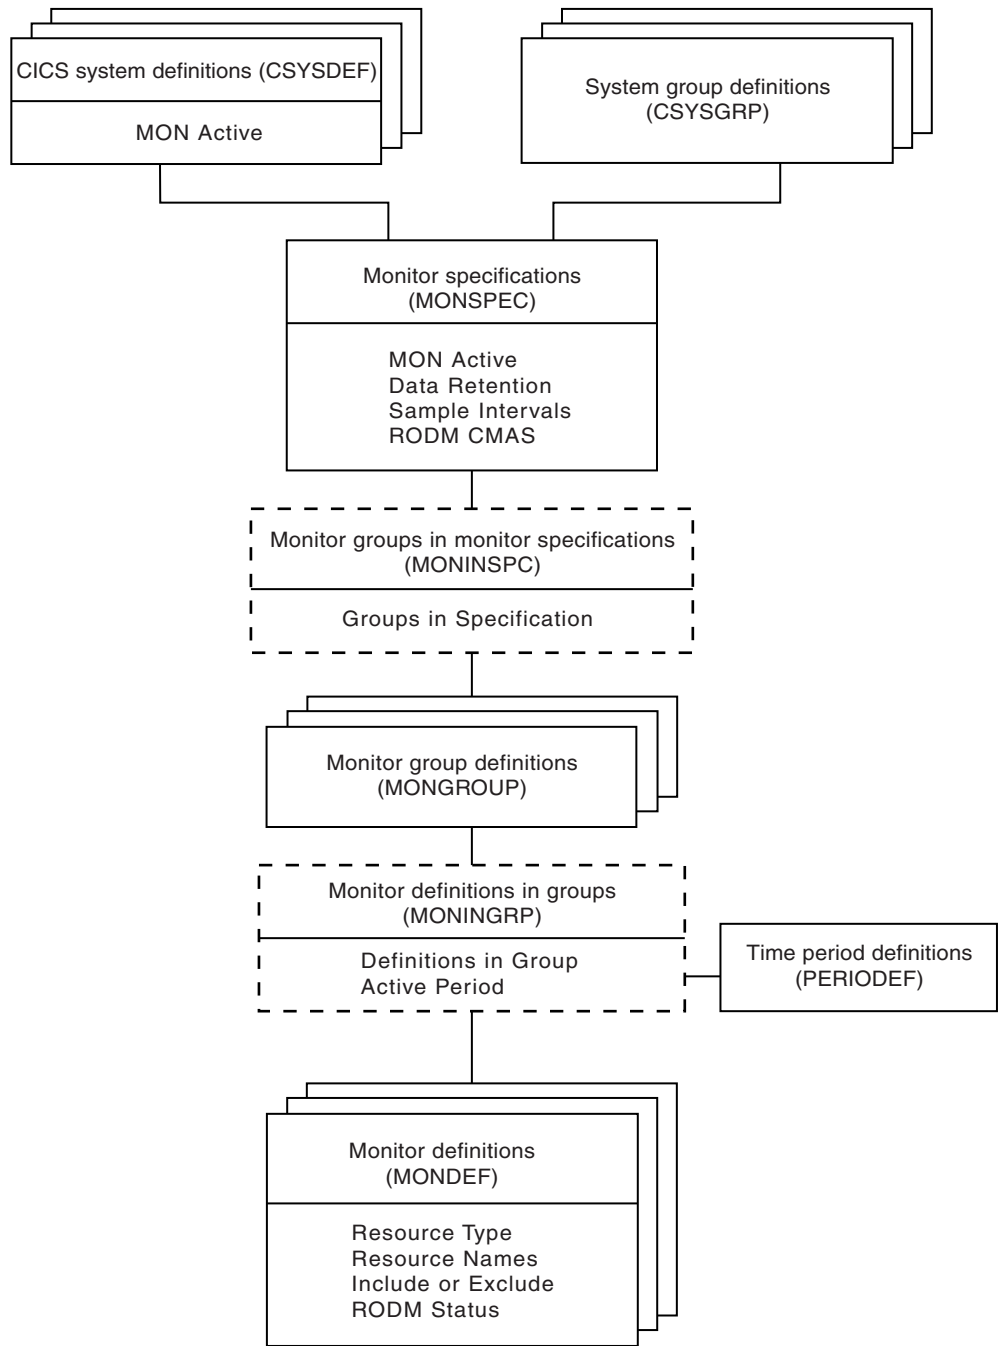 CICS system definitions (CSYSDEF)
MON Active
System group definitions
(CSYSGRP)
Monitor specifications
(MONSPEC)
MON Active
Data Retention
Sample Intervals
RODM CMAS
Monitor groups in monitor specifications
(MONINSPC)
Groups in Specification
Monitor group definitions
(MONGROUP)
Monitor definitions in groups
(MONINGRP)
Definitions in Group
Active Period
Time period definitions
(PERIODEF)
Monitor definitions
(MONDEF)
Resource Type
Resource Names
Include or Exclude
RODM Status